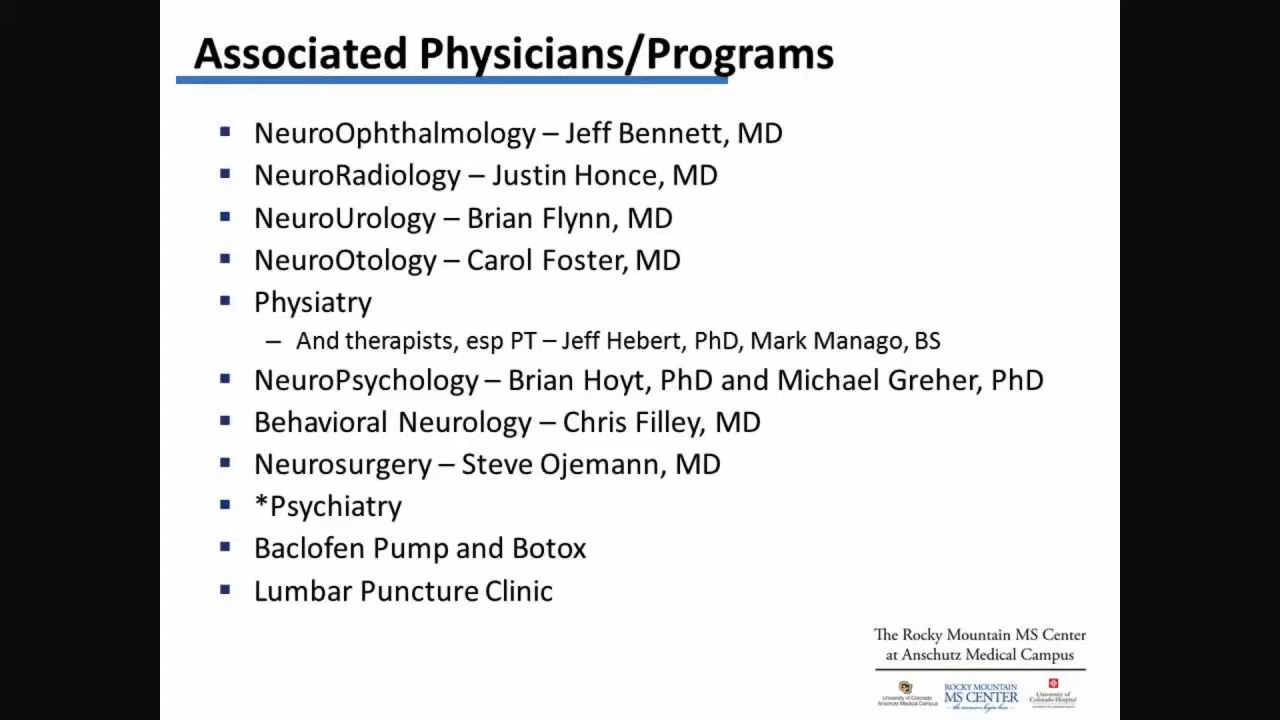 Associated Physicians/Programs
NeuroOphthalmology – Jeff Bennett, MD
NeuroRadiology – Justin Honce, MD
NeuroUrology – Brian Flynn, MD
NeuroOtology – Carol Foster, MD
Physiatry
– And therapists, esp PT – Jeff Hebert, PhD, Mark Manago, BS
NeuroPsychology – Brian Hoyt, PhD and Michael Greher, PhD
Behavioral Neurology – Chris Filley, MD
Neurosurgery – Steve Ojemann, MD
*Psychiatry
Baclofen Pump and Botox
Lumbar Puncture Clinic
The Rocky Mountain MS Center
at Anschutz Medical Campus
University of Colorado
Anschutz Medical Campus
ROCKY MOUNTAIN
MS CENTER
University of
Colorado Hospital